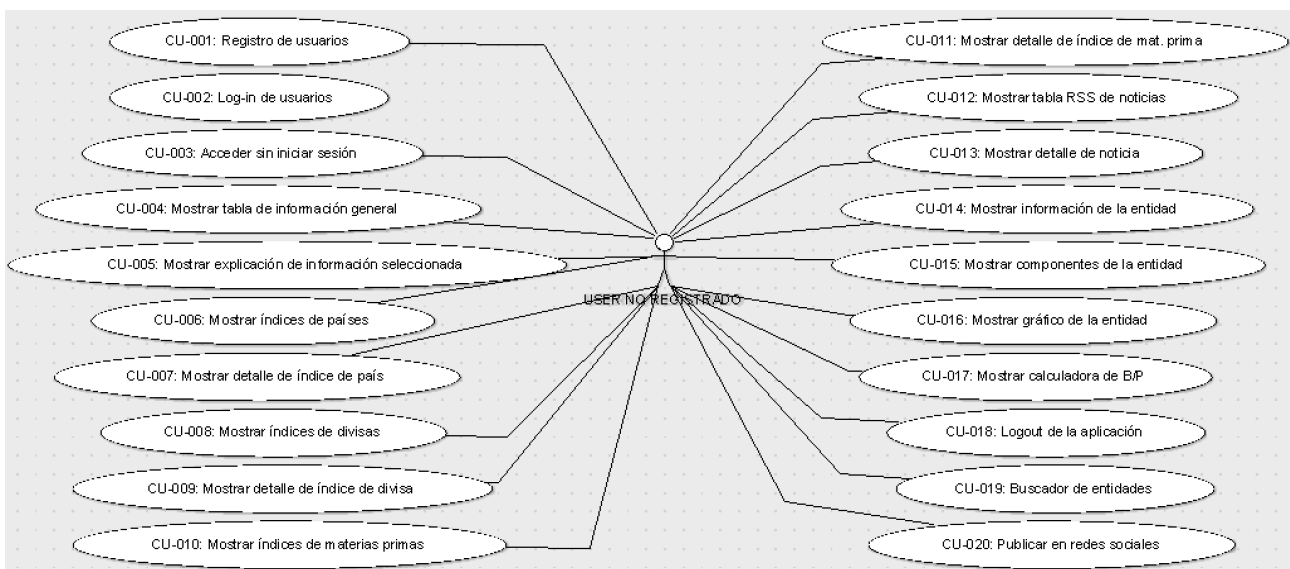 CU-001: Registro de usuarios
CU-002: Log-in de usuarios
CU-003: Acceder sin iniciar sesión
CU-004: Mostrar tabla de información general
CU-005: Mostrar explicación de información seleccionada
CU-006: Mostrar índices de países
CU-007: Mostrar detalle de índice de país
CU-008: Mostrar índices de divisas
CU-009: Mostrar detalle de índice de divisa
CU-010: Mostrar índices de materias primas
USER NO REGISTRADO
CU-011: Mostrar detalle de índice de mat. prima
CU-012: Mostrar tabla RSS de noticias
CU-013: Mostrar detalle de noticia
CU-014: Mostrar información de la entidad
CU-015: Mostrar componentes de la entidad
CU-016: Mostrar gráfico de la entidad
CU-017: Mostrar calculadora de B/P
CU-018: Logout de la aplicación
CU-019: Buscador de entidades
CU-020: Publicar en redes sociales